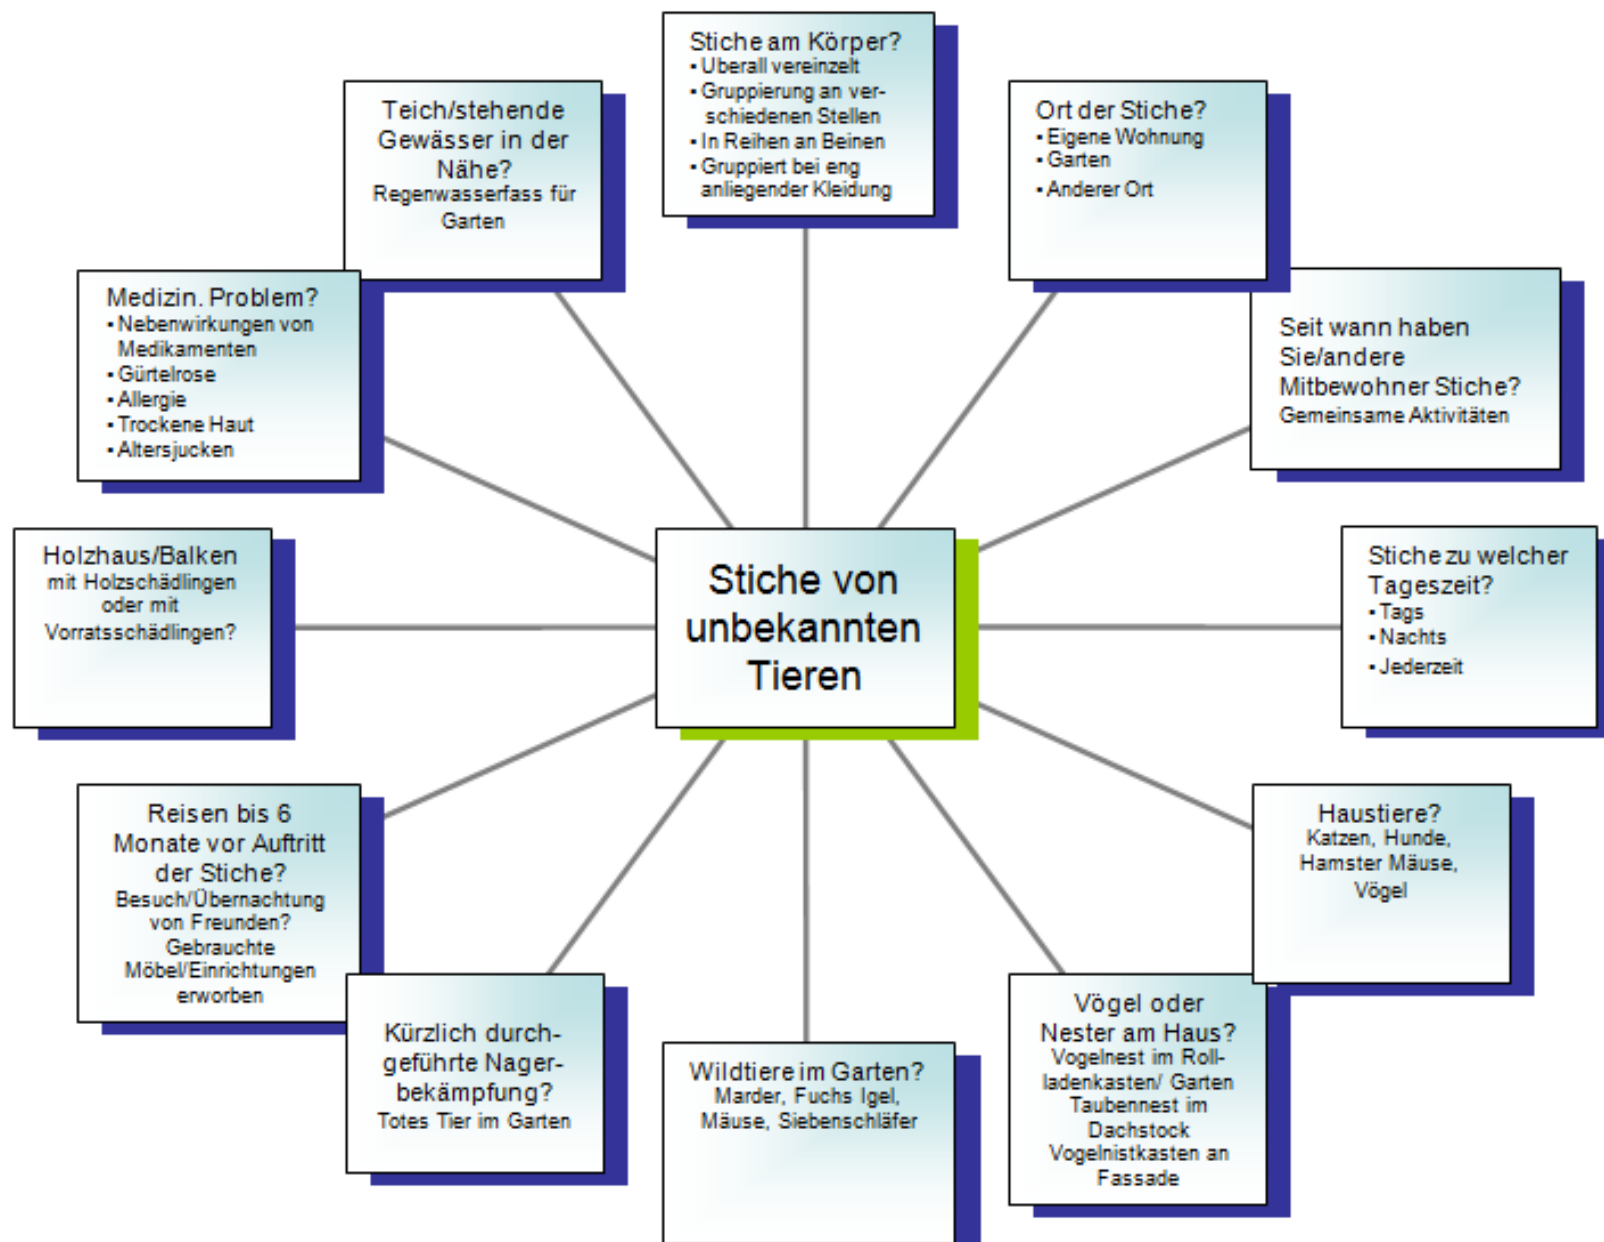 Stiche am Körper?
▪ Überall vereinzelt
▪ Gruppierung an ver-
schiedenen Stellen
▪ In Reihen an Beinen
▪ Gruppiert bei eng
anliegender Kleidung
Ort der Stiche?
▪ Eigene Wohnung
▪ Garten
▪ Anderer Ort
Seit wann haben
Sie/andere
Mitbewohner Stiche?
Gemeinsame Aktivitäten
Stiche zu welcher
Tageszeit?
▪ Tags
▪ Nachts
▪ Jederzeit
Haustiere?
Katzen, Hunde,
Hamster Mäuse,
Vögel
Vögel oder
Nester am Haus?
Vogelnest im Roll-
ladenkasten/ Garten
Taubennest im
Dachstock
Vogelnistkasten an
Fassade
Wildtiere im Garten?
Marder, Fuchs Igel,
Mäuse, Siebenschläfer
Kürzlich durch-
geführte Nager-
bekämpfung?
Totes Tier im Garten
Reisen bis 6
Monate vor Auftritt
der Stiche?
Besuch/Übernachtung
von Freunden?
Gebrauchte
Möbel/Einrichtungen
erworben
Holzhaus/Balken
mit Holzschädlingen
oder mit
Vorratsschädlingen?
Medizin. Problem?
▪ Nebenwirkungen von
Medikamenten
▪ Gürtelrose
▪ Allergie
▪ Trockene Haut
▪ Altersjucken
Teich/stehende
Gewässer in der
Nähe?
Regenwasserfass für
Garten
Stiche von
unbekannten
Tieren